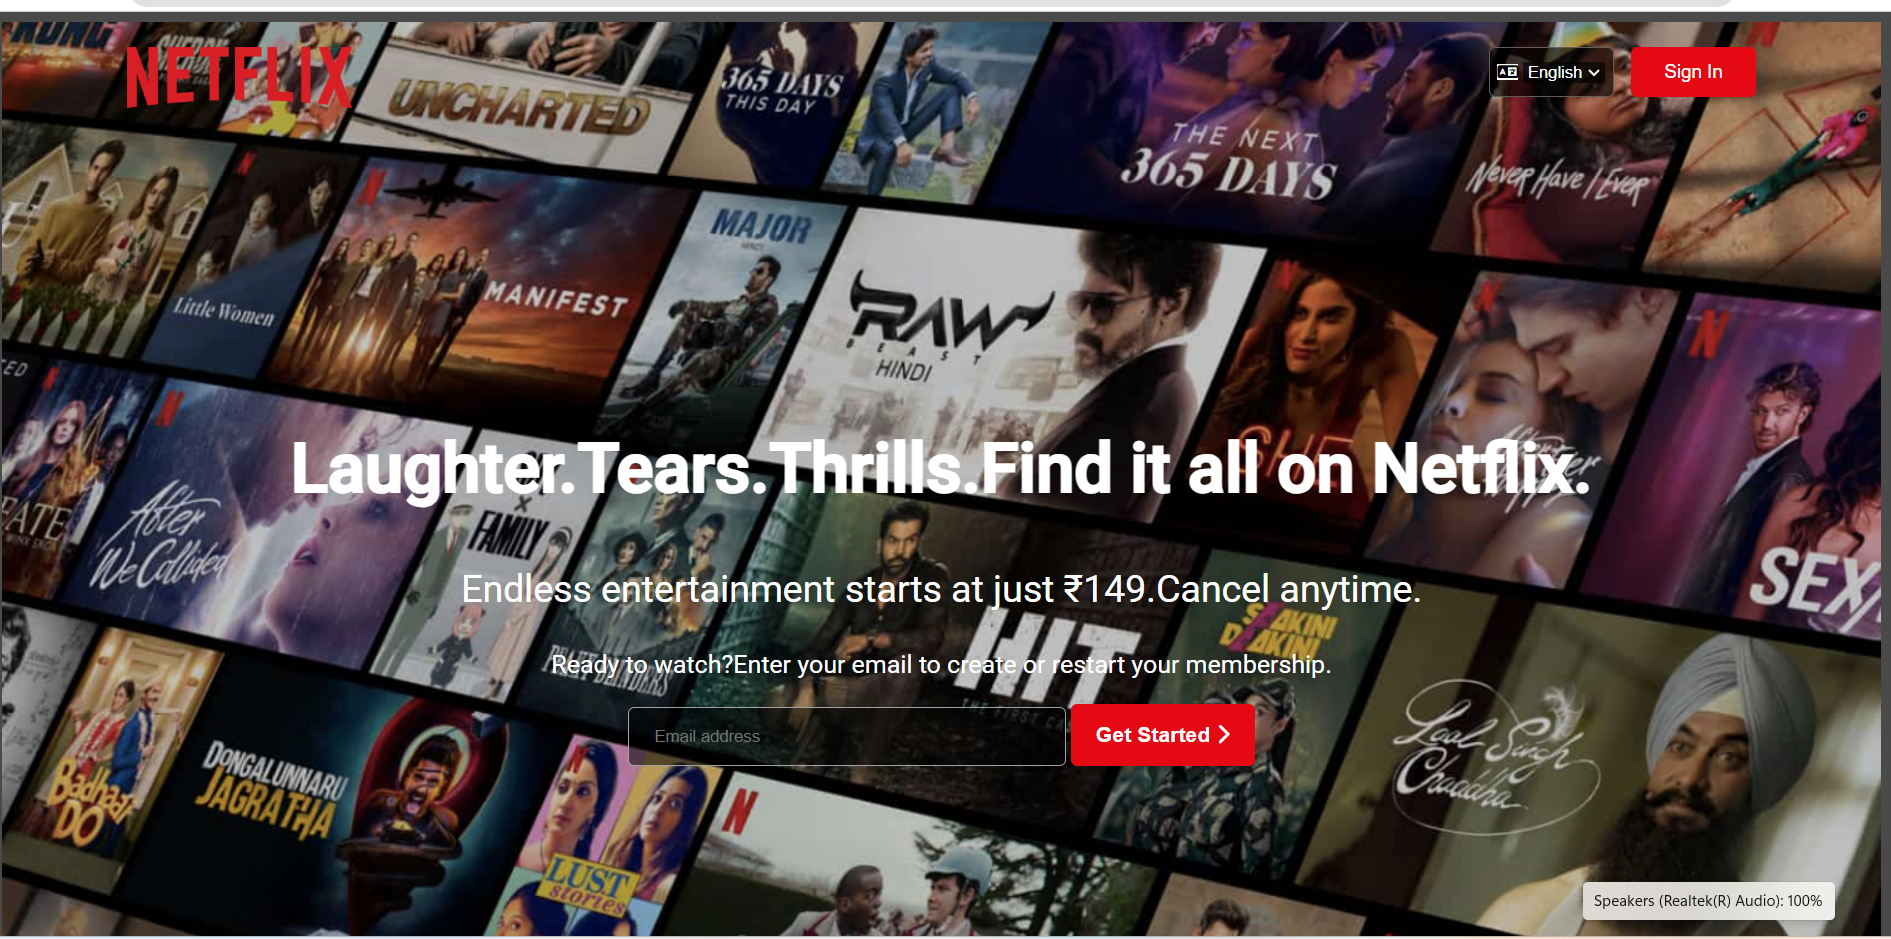 NETFLIX
English
Sign In
UNCHARTED
365 DAYS
THIS DAY
THE NEXT
365 DAYS
Never Have I Ever
Little Women
MANIFEST
MAJOR
HINDI
RAW
BEAST
HINDI
SHE
After
We Collided
FAMILY
Laughter.Tears.Thrills.Find it all on Netflix.
Endless entertainment starts at just ₹149.Cancel anytime.
HIT
Ready to watch?Enter your email to create or restart your membership.
Email address
Get Started
SEX/
Laal Singh
Chaddha
Badhaai
DO
DONGALUNNARU
JAGRATHA
LUST
stories
Speakers (Realtek(R) Audio): 100%